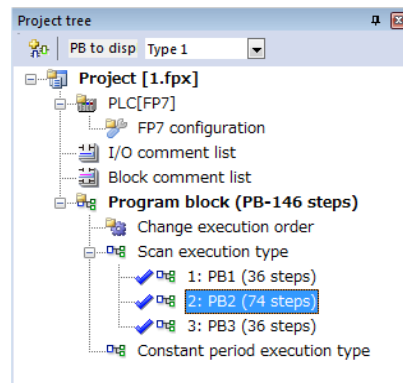 Project tree
PB to disp Type 1
Project [1.fpx]
PLC[FP7]
FP7 configuration
I/O comment list
Block comment list
Program block (PB-146 steps)
Change execution order
Scan execution type
1: PB1 (36 steps)
2: PB2 (74 steps)
3: PB3 (36 steps)
Constant period execution type